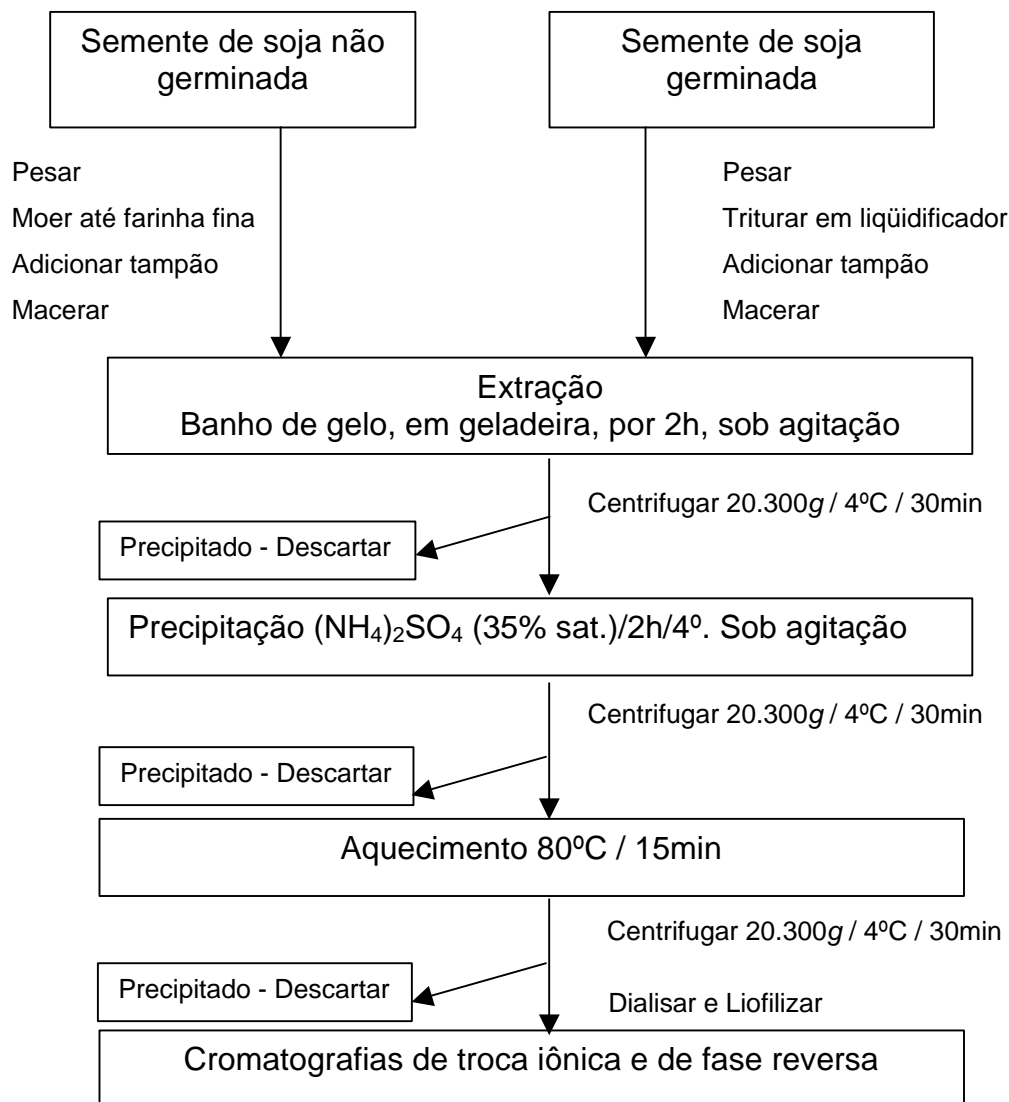 Semente de soja não
germinada
Semente de soja
germinada
Pesar
Moer até farinha fina
Adicionar tampão
Macerar
Pesar
Triturar em liqüidificador
Adicionar tampão
Macerar
Extração
Banho de gelo, em geladeira, por 2h, sob agitação
Centrifugar 20.300g / 4ºC / 30min
Precipitado - Descartar
Precipitação (NH₄)₂SO₄ (35% sat.)/2h/4º. Sob agitação
Centrifugar 20.300g / 4ºC / 30min
Precipitado - Descartar
Aquecimento 80ºC / 15min
Centrifugar 20.300g / 4ºC / 30min
Precipitado - Descartar
Dialisar e Liofilizar
Cromatografias de troca iônica e de fase reversa